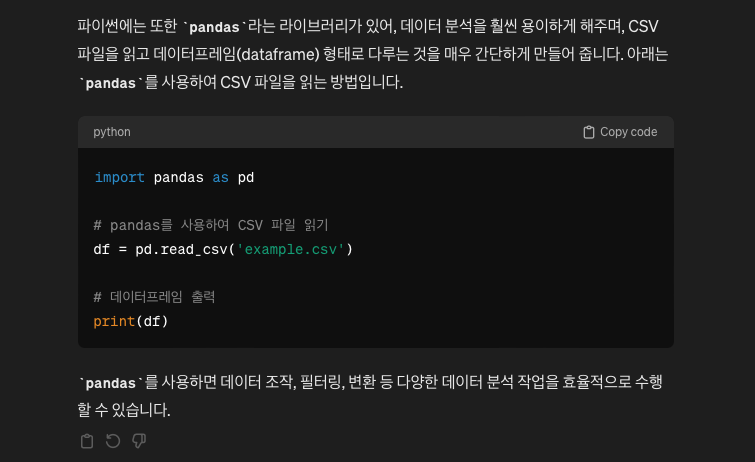 파이썬에는 또한 `pandas`라는 라이브러리가 있어, 데이터 분석을 훨씬 용이하게 해주며, CSV
파일을 읽고 데이터프레임(dataframe) 형태로 다루는 것을 매우 간단하게 만들어 줍니다. 아래는
`pandas`를 사용하여 CSV 파일을 읽는 방법입니다.
python
Copy code
import pandas as pd
# pandas를 사용하여 CSV 파일 읽기
df = pd.read_csv('example.csv')
# 데이터프레임 출력
print(df)
`pandas`를 사용하면 데이터 조작, 필터링, 변환 등 다양한 데이터 분석 작업을 효율적으로 수행
할 수 있습니다.